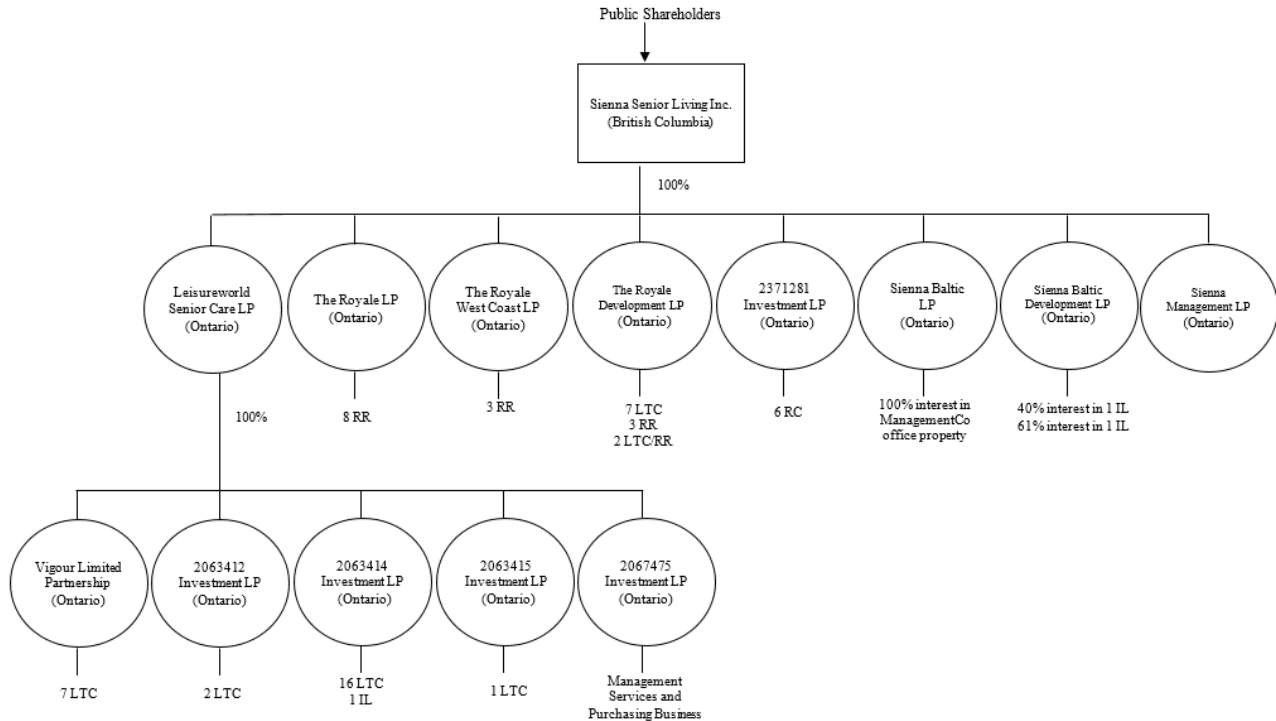 Public Shareholders
Sienna Senior Living Inc.
(British Columbia)
100%
Leisureworld
Senior Care LP
(Ontario)
The Royale LP
(Ontario)
The Royale
West Coast LP
(Ontario)
The Royale
Development LP
(Ontario)
2371281
Investment LP
(Ontario)
Sienna Baltic
LP
(Ontario)
Sienna Baltic
Development LP
(Ontario)
Sienna
Management LP
(Ontario)
100%
8 RR
3 RR
7 LTC
3 RR
2 LTC/RR
6 RC
100% interest in
ManagementCo
office property
40% interest in 1 IL
61% interest in 1 IL
Vigour Limited
Partnership
(Ontario)
2063412
Investment LP
(Ontario)
2063414
Investment LP
(Ontario)
2063415
Investment LP
(Ontario)
2067475
Investment LP
(Ontario)
7 LTC
2 LTC
16 LTC
1 IL
1 LTC
Management
Services and
Purchasing Business